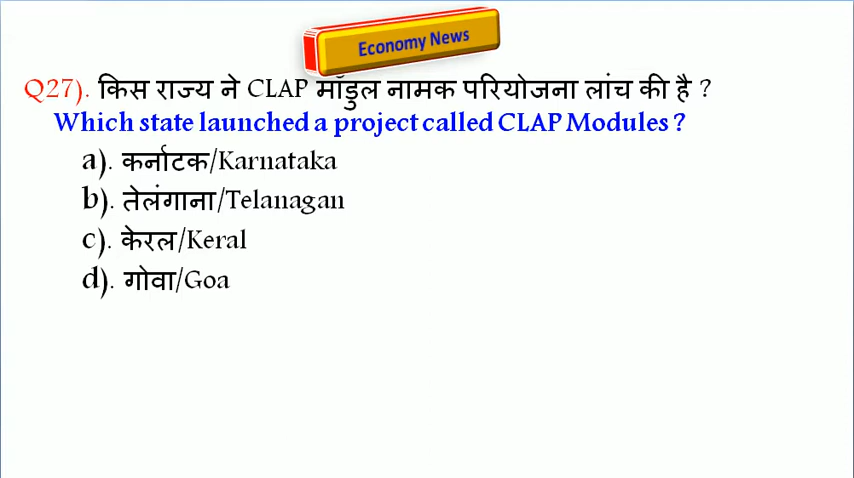 Economy News
Q27). किस राज्य ने CLAP मॉडुल नामक परियोजना लांच की है ?
Which state launched a project called CLAP Modules ?
a). कर्नाटक/Karnataka
b). तेलंगाना/Telanagan
c). केरल/Keral
d). गोवा/Goa